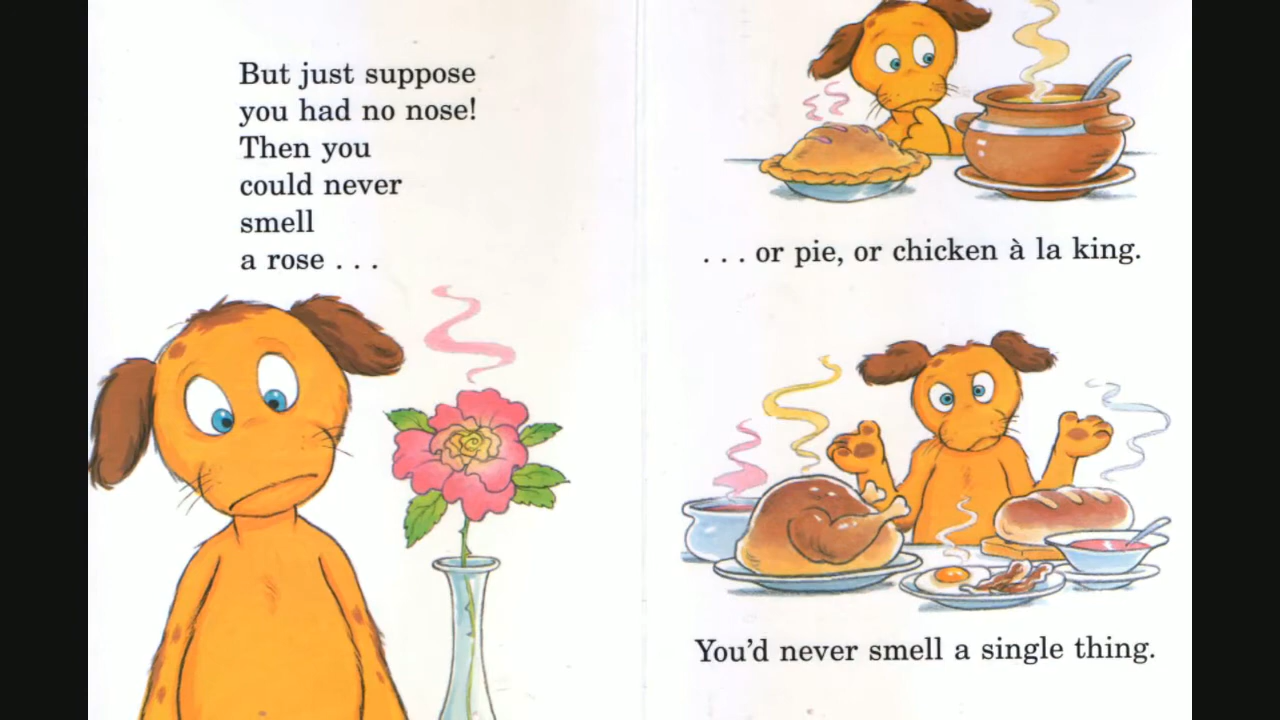 But just suppose
you had no nose!
Then you
could never
smell
a rose . . .
. . . or pie, or chicken à la king.
You'd never smell a single thing.